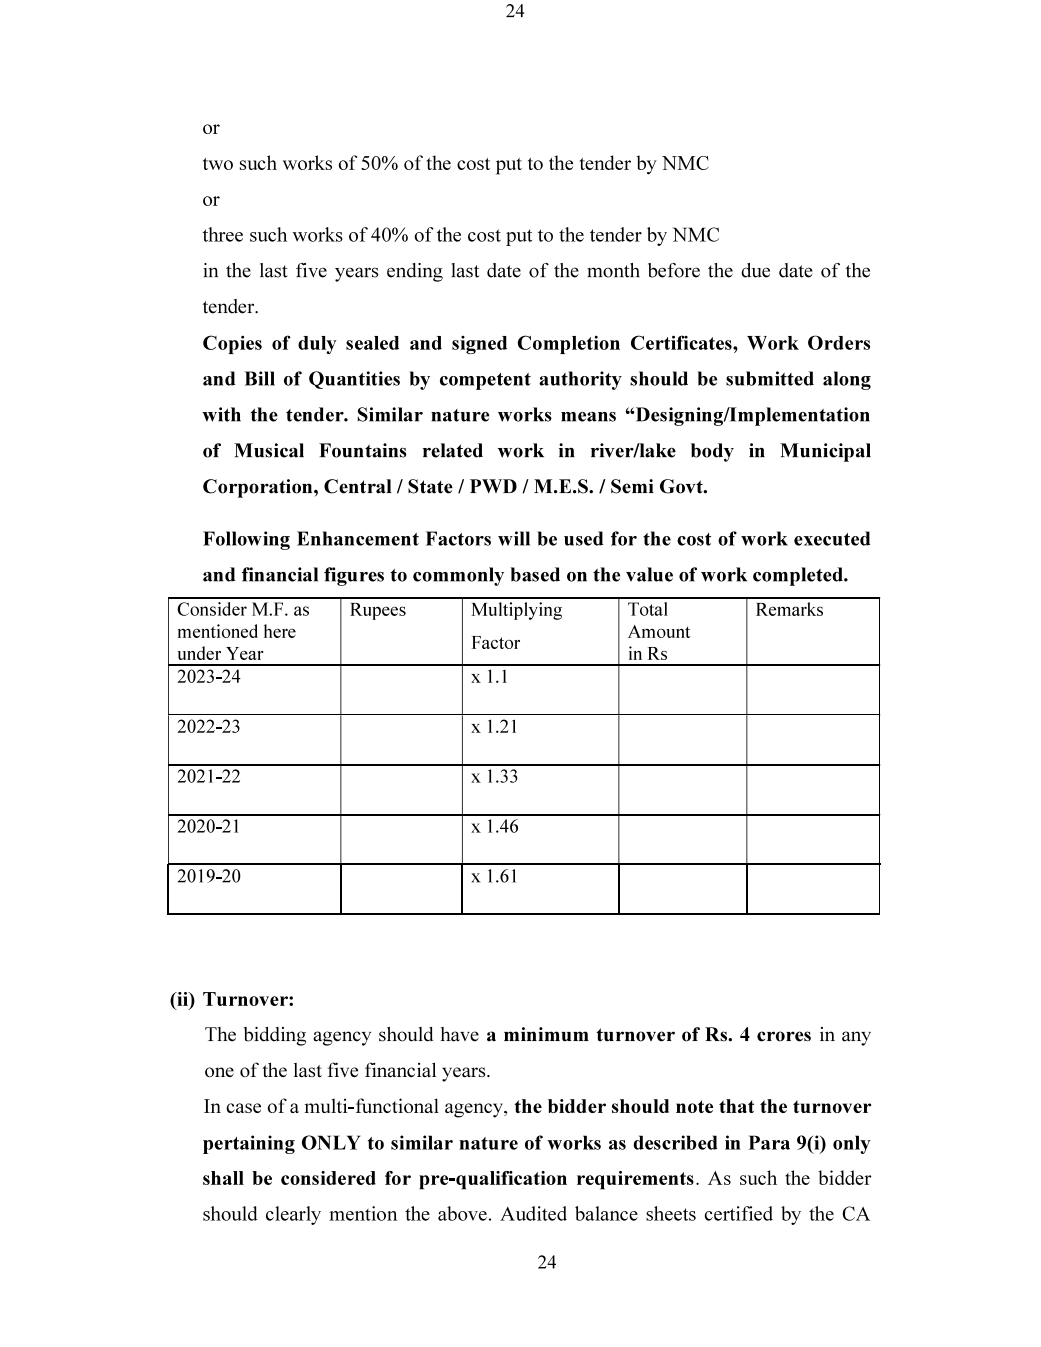 24
or
two such works of 50% of the cost put to the tender by NMC
or
three such works of 40% of the cost put to the tender by NMC
in the last five years ending last date of the month before the due date of the
tender.
Copies of duly sealed and signed Completion Certificates, Work Orders
and Bill of Quantities by competent authority should be submitted along
with the tender. Similar nature works means “Designing/Implementation
of Musical Fountains related work in river/lake body in Municipal
Corporation, Central / State / PWD / M.E.S. / Semi Govt.
Following Enhancement Factors will be used for the cost of work executed
and financial figures to commonly based on the value of work completed.
Consider M.F. as
mentioned here
under Year
Rupees
Multiplying
Factor
Total
Amount
in Rs
Remarks
2023-24 x 1.1
2022-23 x 1.21
2021-22 x 1.33
2020-21 x 1.46
2019-20 x 1.61
(ii) Turnover:
The bidding agency should have a minimum turnover of Rs. 4 crores in any
one of the last five financial years.
In case of a multi-functional agency, the bidder should note that the turnover
pertaining ONLY to similar nature of works as described in Para 9(i) only
shall be considered for pre-qualification requirements. As such the bidder
should clearly mention the above. Audited balance sheets certified by the CA
24